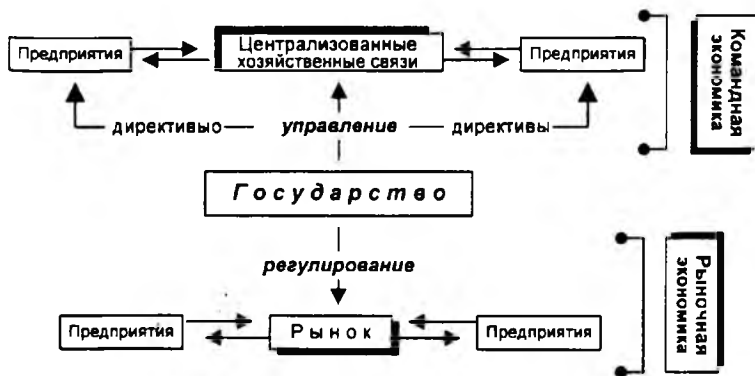 Предприятия
Централизованные
хозяйственные связи
Предприятия
Командная
экономика
директивыо
управление
директивы
Государство
регулирование
Рыночная
экономика
Предприятия
Рынок
Предприятия